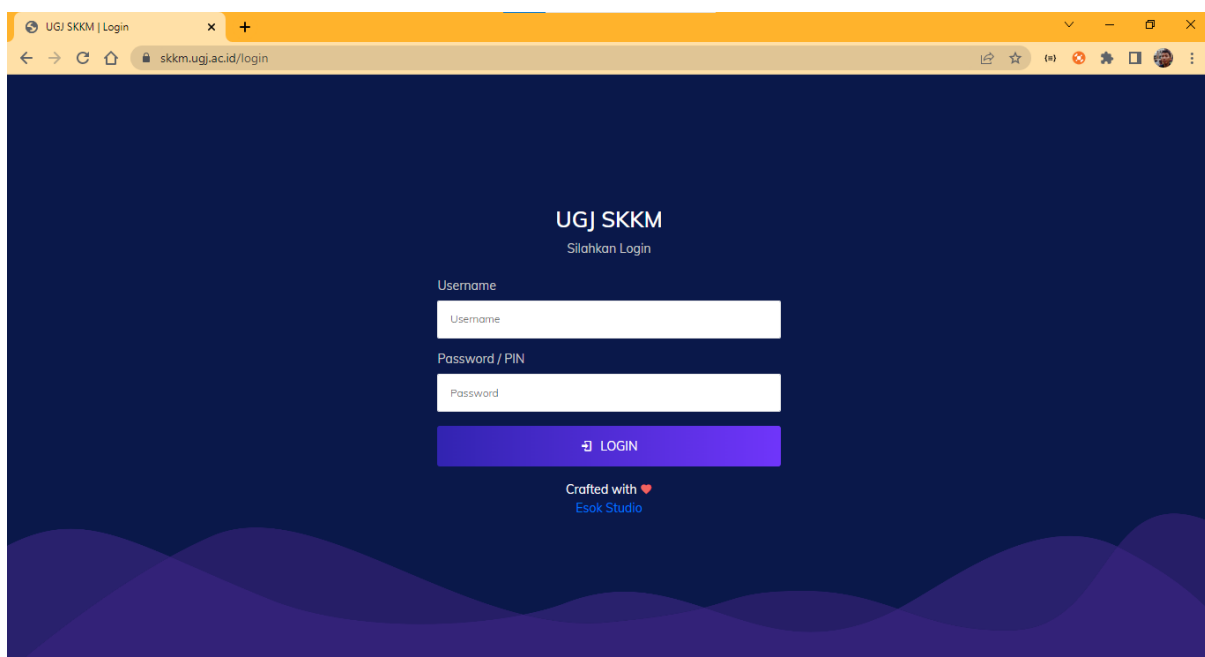 UGJ SKKM | Login
skkm.ugj.ac.id/login
UGJ SKKM
Silahkan Login
Username
Username
Password / PIN
Password
LOGIN
Crafted with
Esok Studio